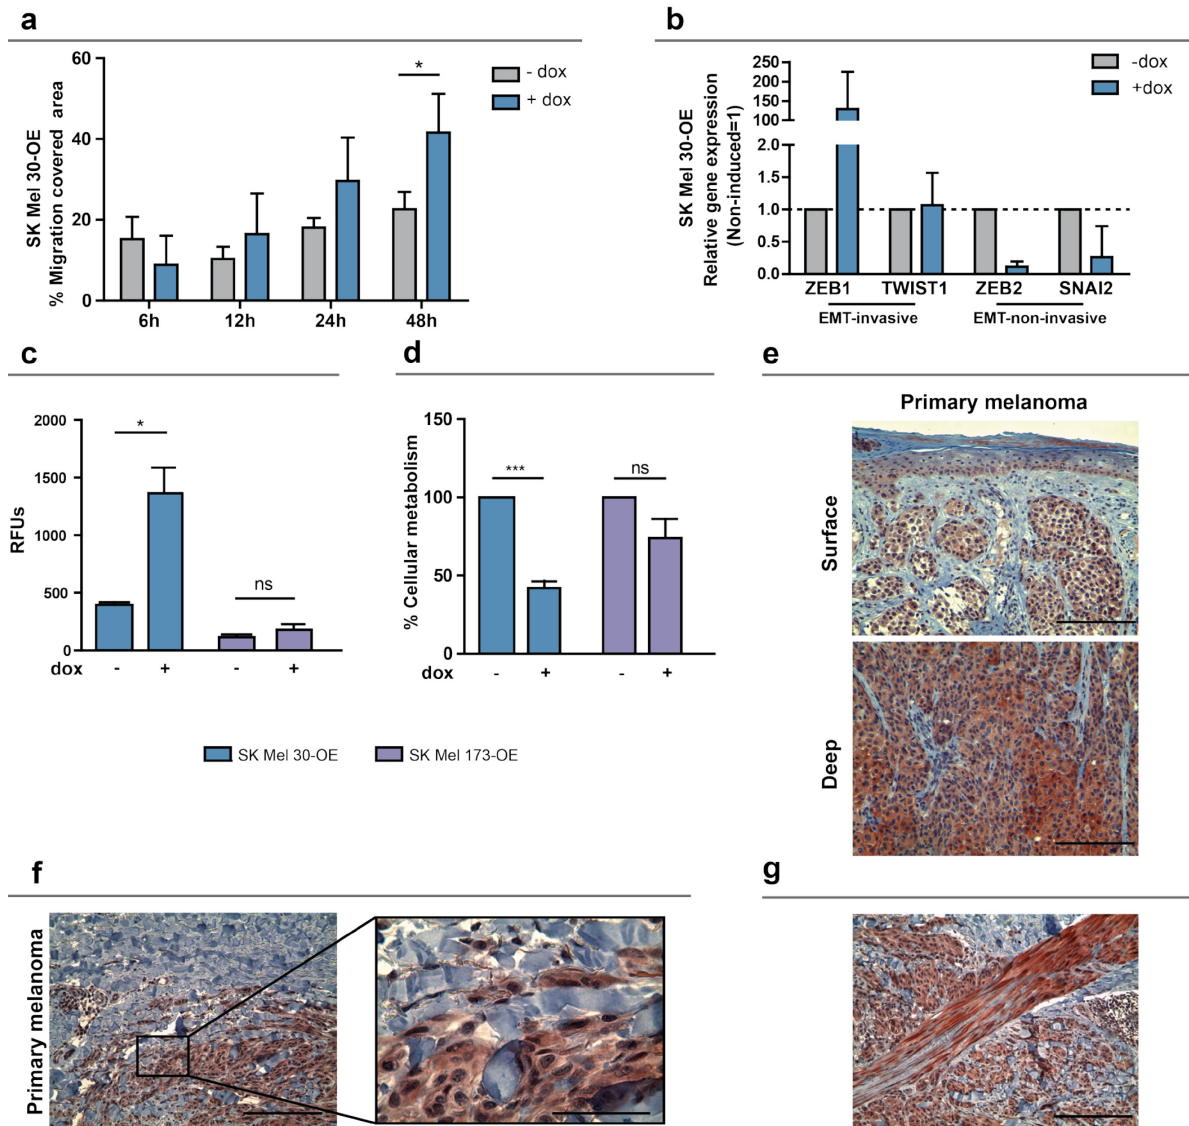 a
SK Mel 30-OE
% Migration covered area
60
40
20
0
*
- dox
+ dox
6h
12h
24h
48h
b
SK Mel 30-OE
Relative gene expression
(Non-induced=1)
250
200
150
100
2.0
1.5
1.0
0.5
0.0
-dox
+dox
ZEB1 TWIST1 ZEB2 SNAI2
EMT-invasive EMT-non-invasive
c
RFUs
2000
1500
1000
500
0
*
ns
dox - + - +
d
% Cellular metabolism
150
100
50
0
***
ns
dox - + - +
SK Mel 30-OE SK Mel 173-OE
e
Primary melanoma
Surface
Deep
f
Primary melanoma
g